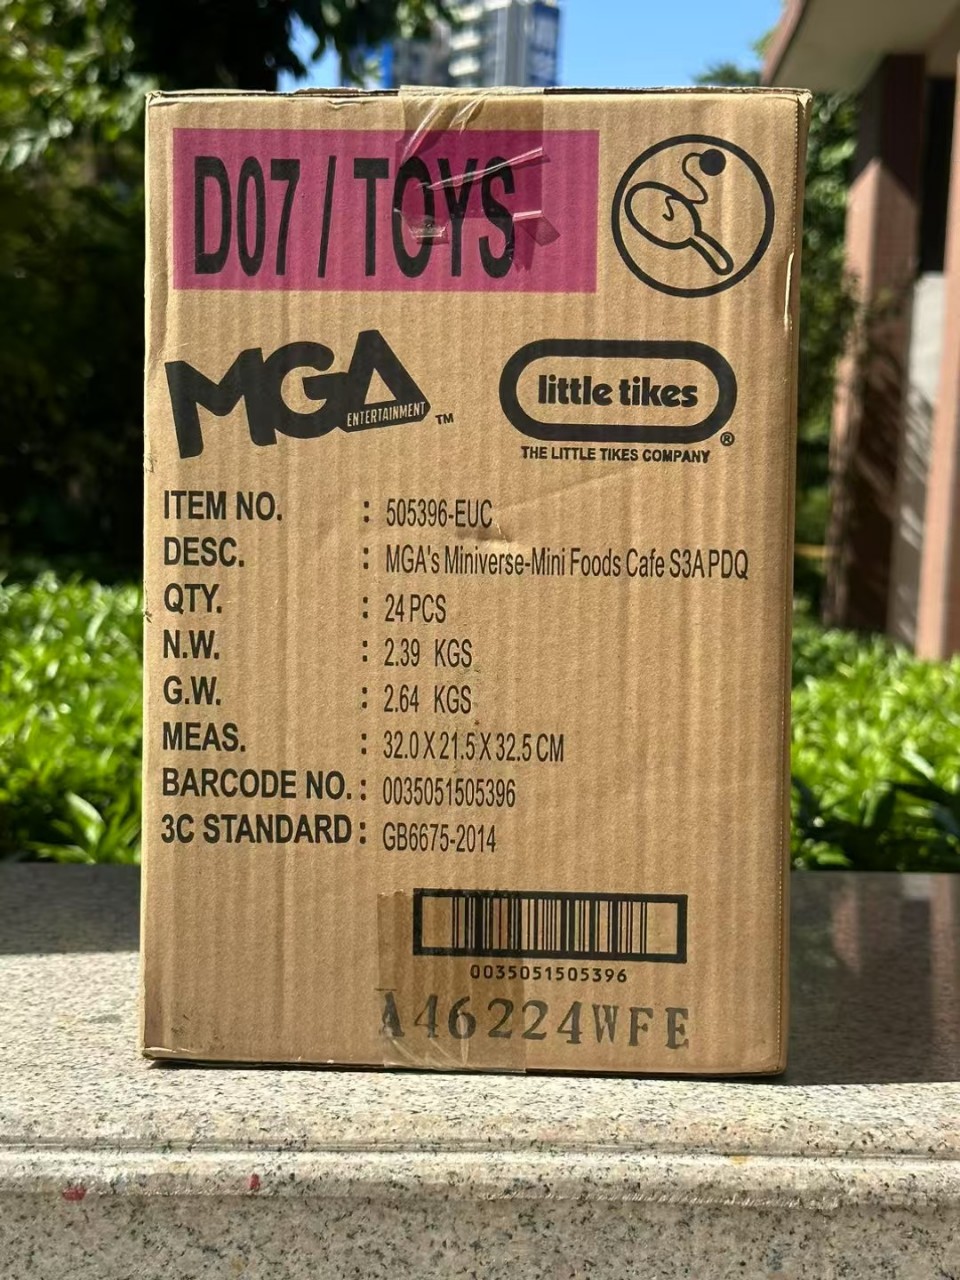 D07 / TOYS
MGA
ENTERTAINMENT ™
little tikes
®
THE LITTLE TIKES COMPANY
ITEM NO. : 505396-EUC
DESC. : MGA's Miniverse-Mini Foods Cafe S3A PDQ
QTY. : 24 PCS
N.W. : 2.39 KGS
G.W. : 2.64 KGS
MEAS. : 32.0 X 21.5 X 32.5 CM
BARCODE NO. : 0035051505396
3C STANDARD : GB6675-2014
0035051505396
A46224WFE